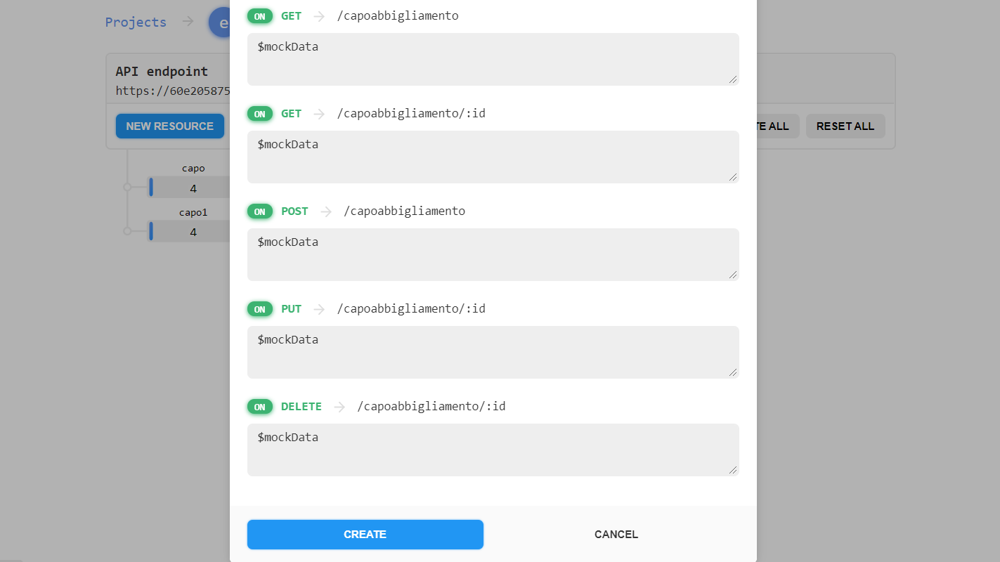 Projects → e
API endpoint
https://60e205875
NEW RESOURCE
TE ALL
RESET ALL
capo
4
capo1
4
ON GET → /capoabbigliamento
$mockData
ON GET → /capoabbigliamento/:id
$mockData
ON POST → /capoabbigliamento
$mockData
ON PUT → /capoabbigliamento/:id
$mockData
ON DELETE → /capoabbigliamento/:id
$mockData
CREATE
CANCEL